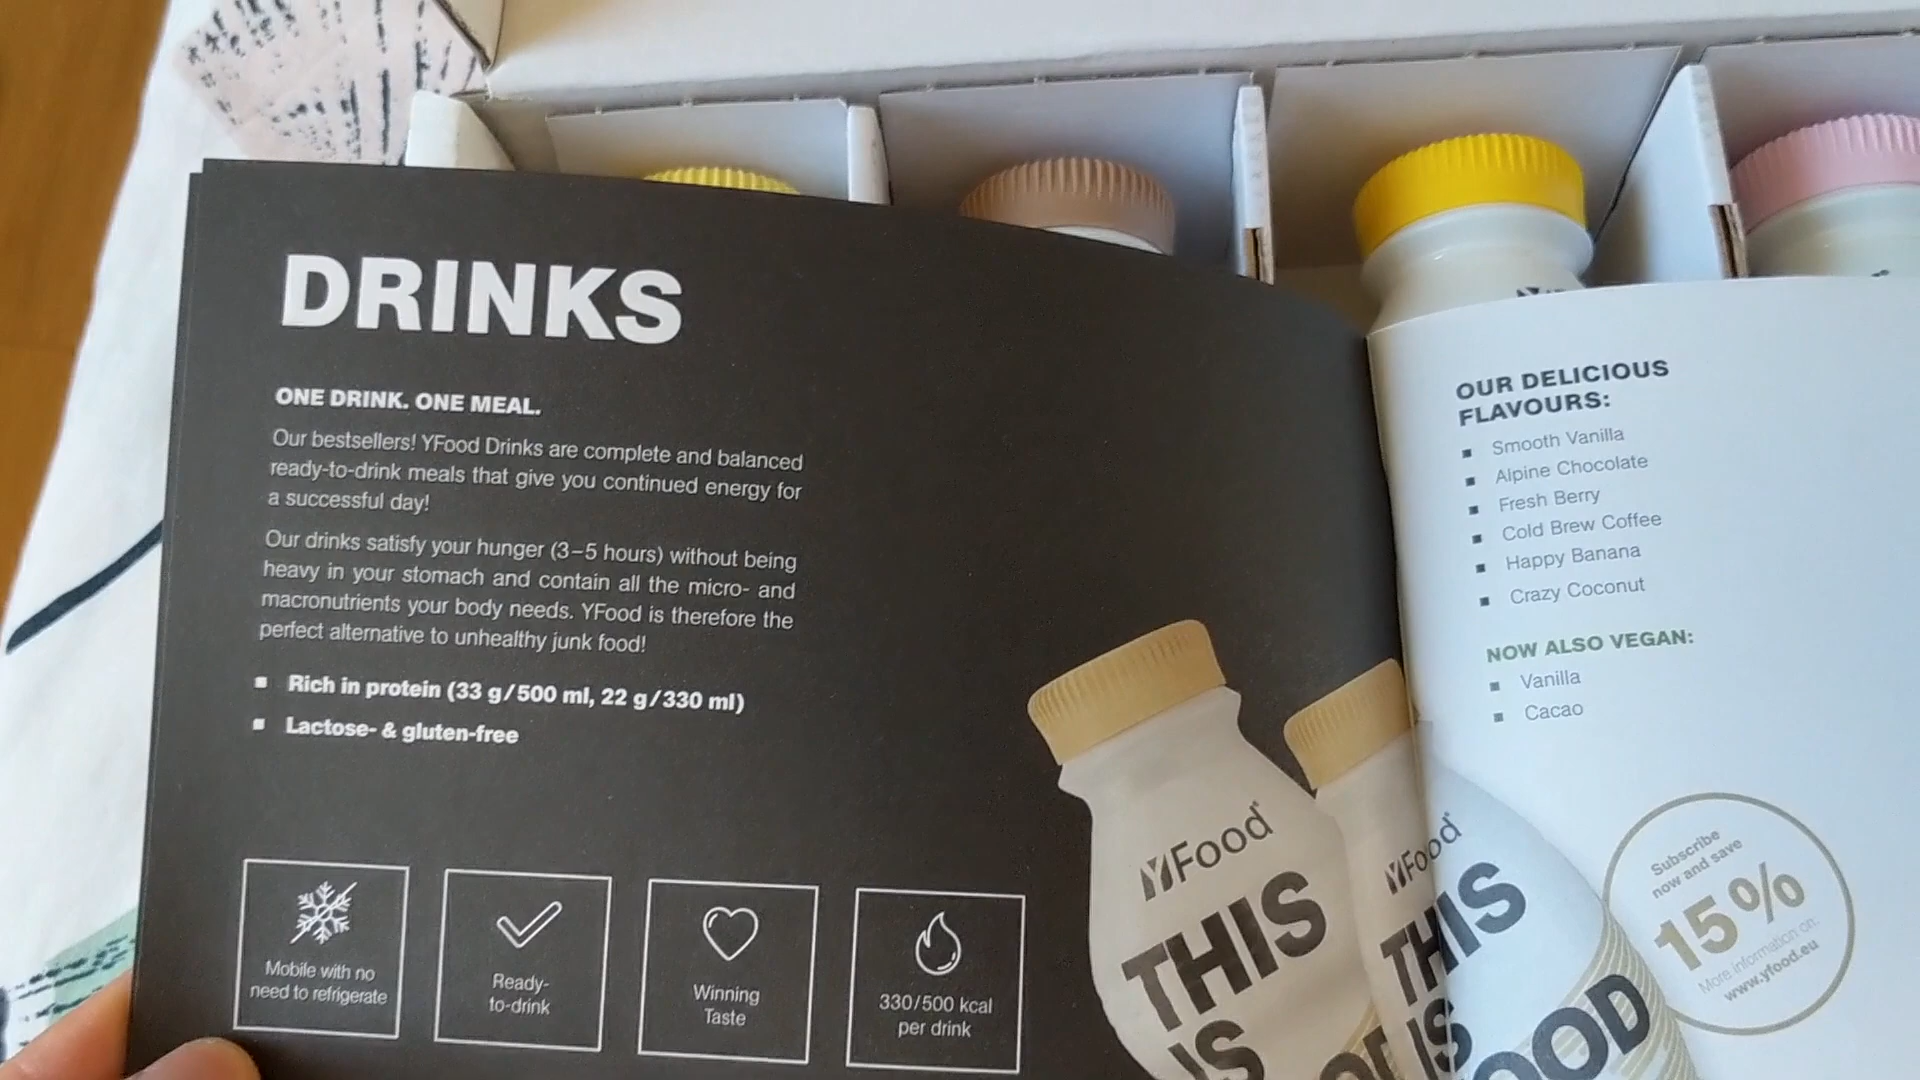 DRINKS
ONE DRINK. ONE MEAL.
Our bestsellers! YFood Drinks are complete and balanced
ready-to-drink meals that give you continued energy for
a successful day!
Our drinks satisfy your hunger (3–5 hours) without being
heavy in your stomach and contain all the micro- and
macronutrients your body needs. YFood is therefore the
perfect alternative to unhealthy junk food!
Rich in protein (33 g/500 ml, 22 g/330 ml)
Lactose- & gluten-free
Mobile with no
need to refrigerate
Ready-
to-drink
Winning
Taste
330/500 kcal
per drink
YFood
THIS
IS
YFood
THIS
IS
FOOD
OUR DELICIOUS
FLAVOURS:
Smooth Vanilla
Alpine Chocolate
Fresh Berry
Cold Brew Coffee
Happy Banana
Crazy Coconut
NOW ALSO VEGAN:
Vanilla
Cacao
Subscribe
now and save
15%
More information on:
www.yfood.eu